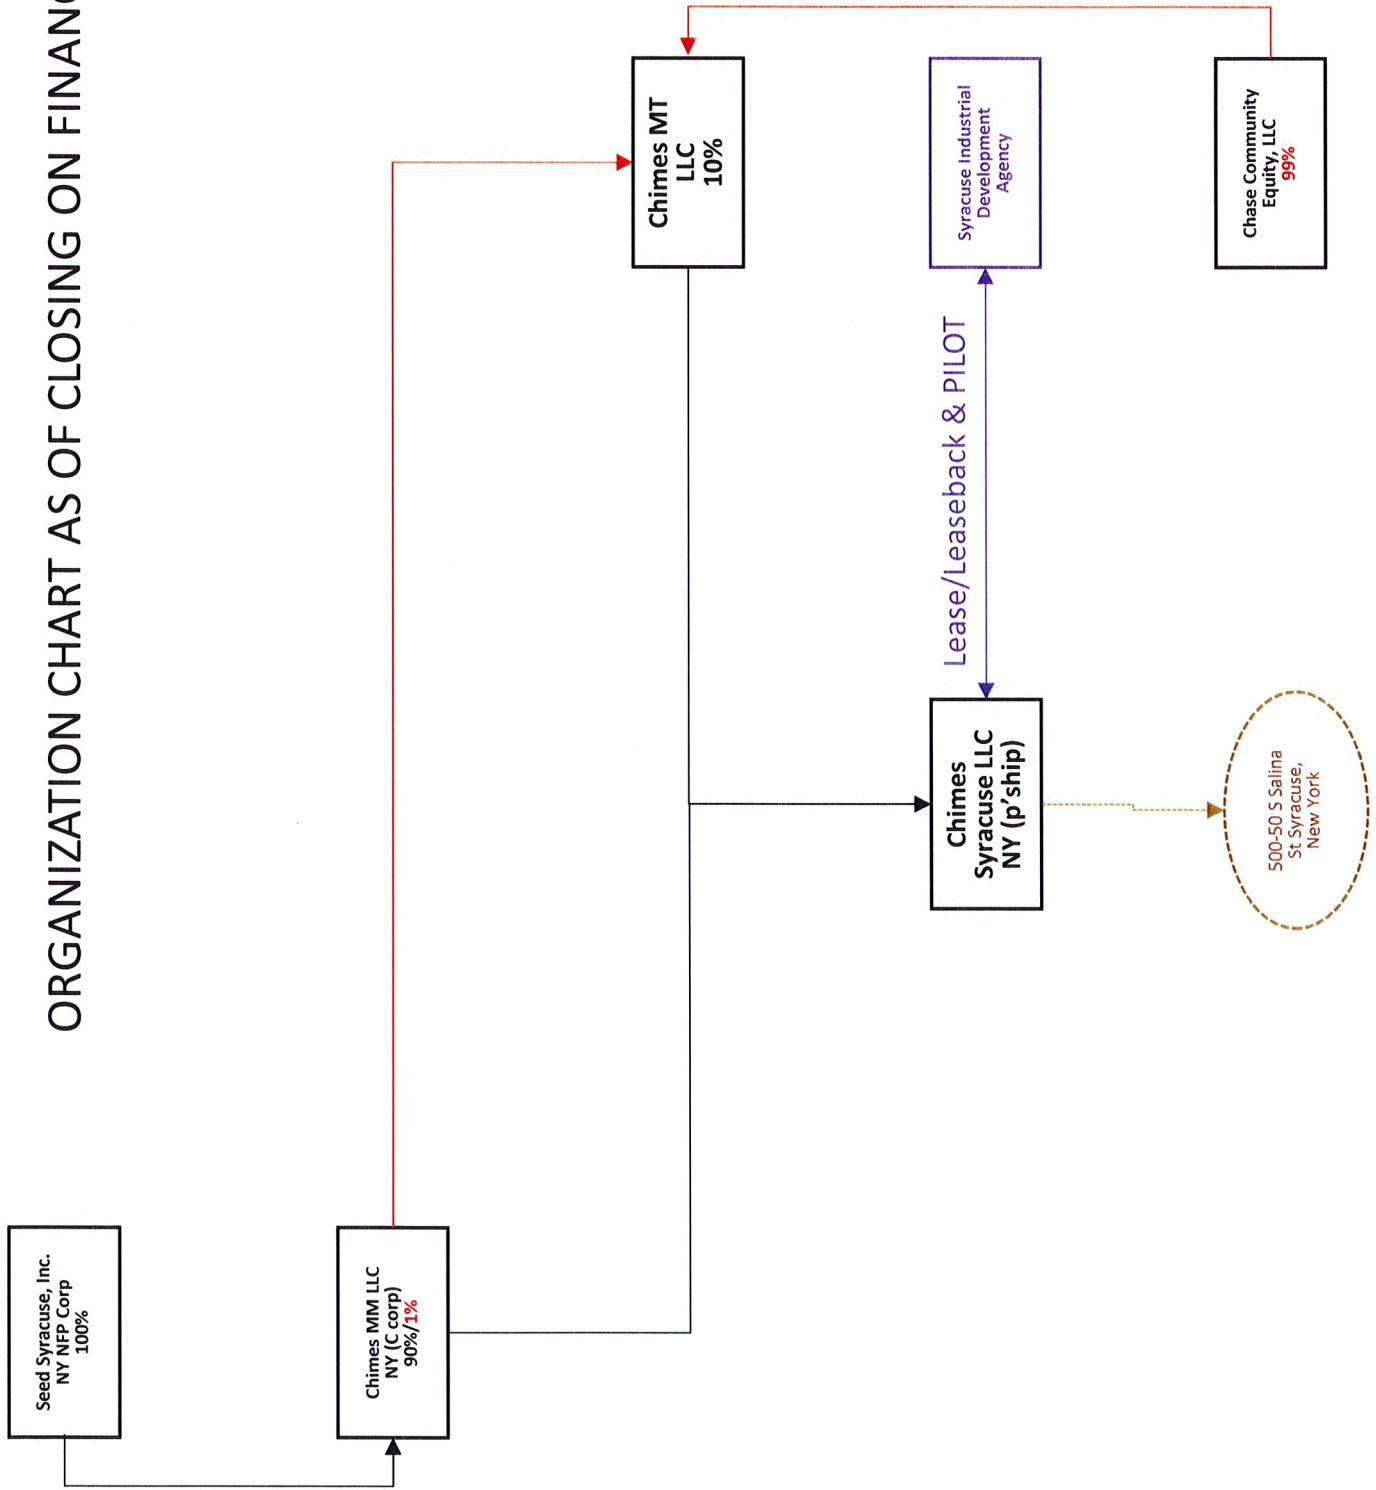 ORGANIZATION CHART AS OF CLOSING ON
Seed Syracuse, Inc.
NY NFP Corp
100%
Chimes MM LLC
NY (C corp)
90%/1%
Chimes MT
LLC
10%
Chimes
Syracuse LLC
NY (p’ship)
Lease/Leaseback & PILOT
Syracuse Industrial
Development
Agency
500-50 S Salina
St Syracuse,
New York
Chase Community
Equity, LLC
99%